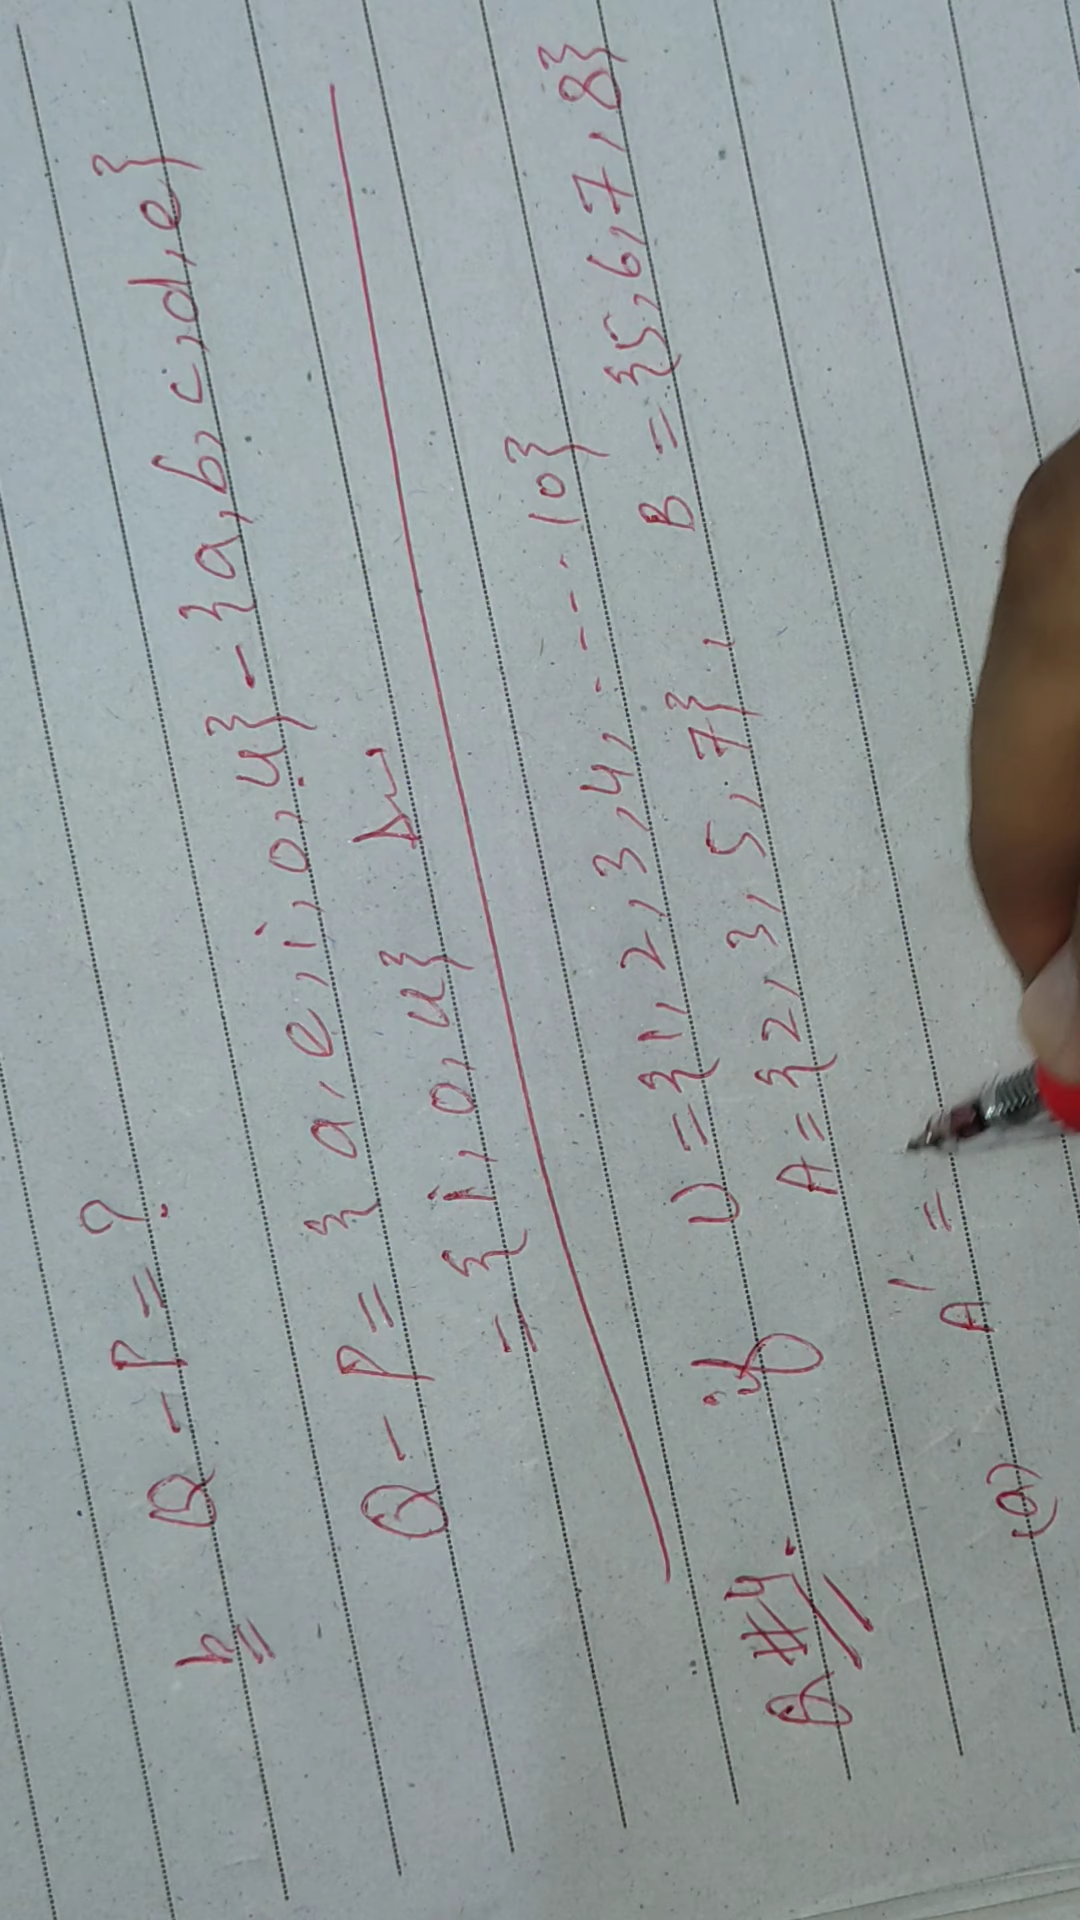 b Q - P = ?
Q - P = {a, e, i, o, u} - {a, b, c, d, e}
= {i, o, u} Ans
Q#4. if U = {1, 2, 3, 4, . - - . 10}
A = {2, 3, 5, 7}, B = {5, 6, 7, 8}
(a) A' =